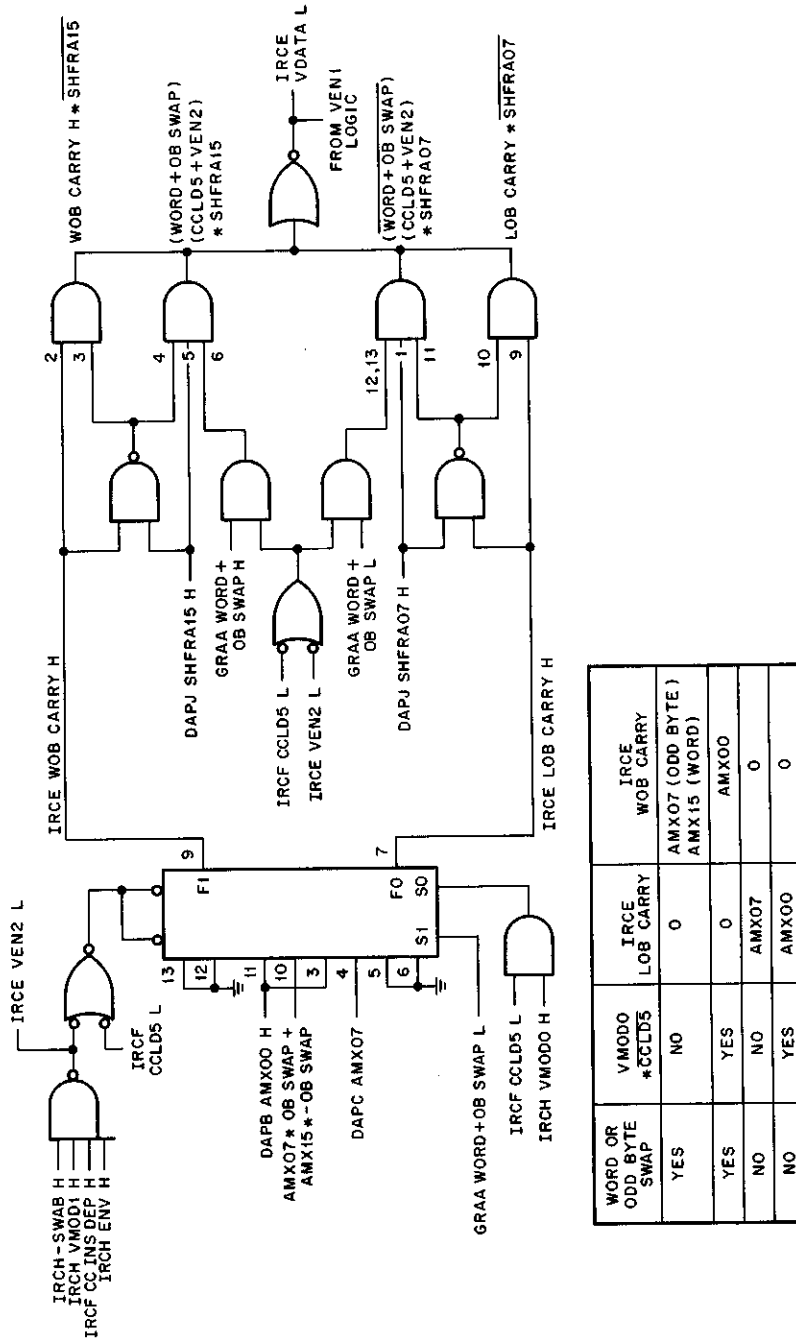 IRCH-SWAB H
IRCH VMOD1 H
IRCF CC INS DEP H
IRCH ENV H
IRCE VEN2 L
IRCF
CCLD5 L
13
12
11
10
3
4
5
6
F1
9
F0
7
S1
S0
DAPB AMX00 H
AMX07 * OB SWAP +
AMX15 * - OB SWAP
DAPC AMX07
GRAA WORD+OB SWAP L
IRCF CCLD5 L
IRCH VMOD0 H
IRCE WOB CARRY H
DAPJ SHFRA15 H
GRAA WORD +
OB SWAP H
IRCF CCLD5 L
IRCE VEN2 L
GRAA WORD +
OB SWAP L
DAPJ SHFRA07 H
IRCE LOB CARRY H
2
3
4
5
6
12,13
1
11
10
9
WOB CARRY H * SHFRA15
(WORD + OB SWAP)
(CCLD5 + VEN2)
* SHFRA15
IRCE
VDATA L
FROM VEN1
LOGIC
(WORD + OB SWAP)
(CCLD5 + VEN2)
* SHFRA07
LOB CARRY * SHFRA07
WORD OR
ODD BYTE
SWAP
VMODO
*CCLD5
IRCE
LOB CARRY
IRCE
WOB CARRY
YES
NO
0
AMX07 (ODD BYTE)
AMX15 (WORD)
YES
YES
0
AMX00
NO
NO
AMX07
0
NO
YES
AMX00
0